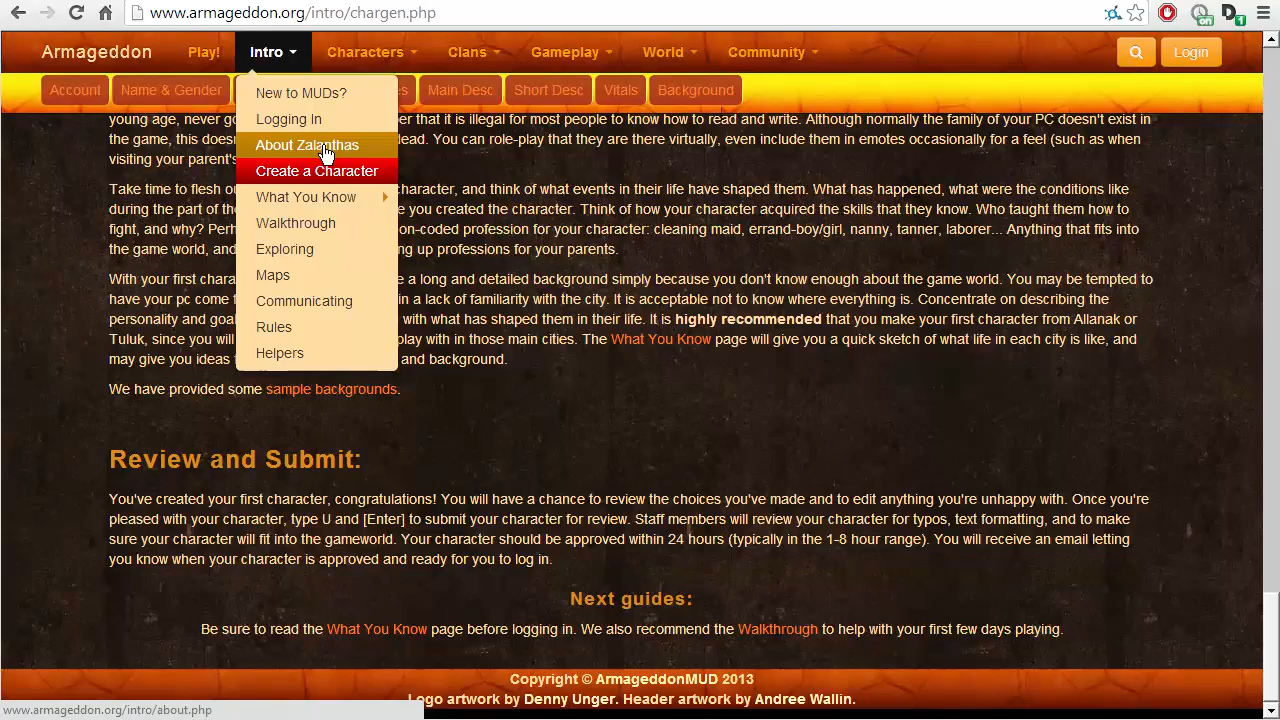 www.armageddon.org/intro/chargen.php
Armageddon Play! Intro Characters Clans Gameplay World Community Login
Account Name & Gender es Main Desc Short Desc Vitals Background
New to MUDs?
Logging In
About Zalanthas
Create a Character
What You Know
Walkthrough
Exploring
Maps
Communicating
Rules
Helpers
young age, never go er that it is illegal for most people to know how to read and write. Although normally the family of your PC doesn't exist in
the game, this does ead. You can role-play that they are there virtually, even include them in emotes occasionally for a feel (such as when
visiting your parent's
Take time to flesh ou haracter, and think of what events in their life have shaped them. What has happened, what were the conditions like
during the part of the e you created the character. Think of how your character acquired the skills that they know. Who taught them how to
fight, and why? Perh on-coded profession for your character: cleaning maid, errand-boy/girl, nanny, tanner, laborer... Anything that fits into
the game world, and ng up professions for your parents.
With your first chara e a long and detailed background simply because you don't know enough about the game world. You may be tempted to
have your pc come f in a lack of familiarity with the city. It is acceptable not to know where everything is. Concentrate on describing the
personality and goal with what has shaped them in their life. It is highly recommended that you make your first character from Allanak or
Tuluk, since you will play with in those main cities. The What You Know page will give you a quick sketch of what life in each city is like, and
may give you ideas and background.
We have provided some sample backgrounds.
Review and Submit:
You've created your first character, congratulations! You will have a chance to review the choices you've made and to edit anything you're unhappy with. Once you're
pleased with your character, type U and [Enter] to submit your character for review. Staff members will review your character for typos, text formatting, and to make
sure your character will fit into the gameworld. Your character should be approved within 24 hours (typically in the 1-8 hour range). You will receive an email letting
you know when your character is approved and ready for you to log in.
Next guides:
Be sure to read the What You Know page before logging in. We also recommend the Walkthrough to help with your first few days playing.
Copyright © ArmageddonMUD 2013
Logo artwork by Denny Unger. Header artwork by Andree Wallin.
www.armageddon.org/intro/about.php